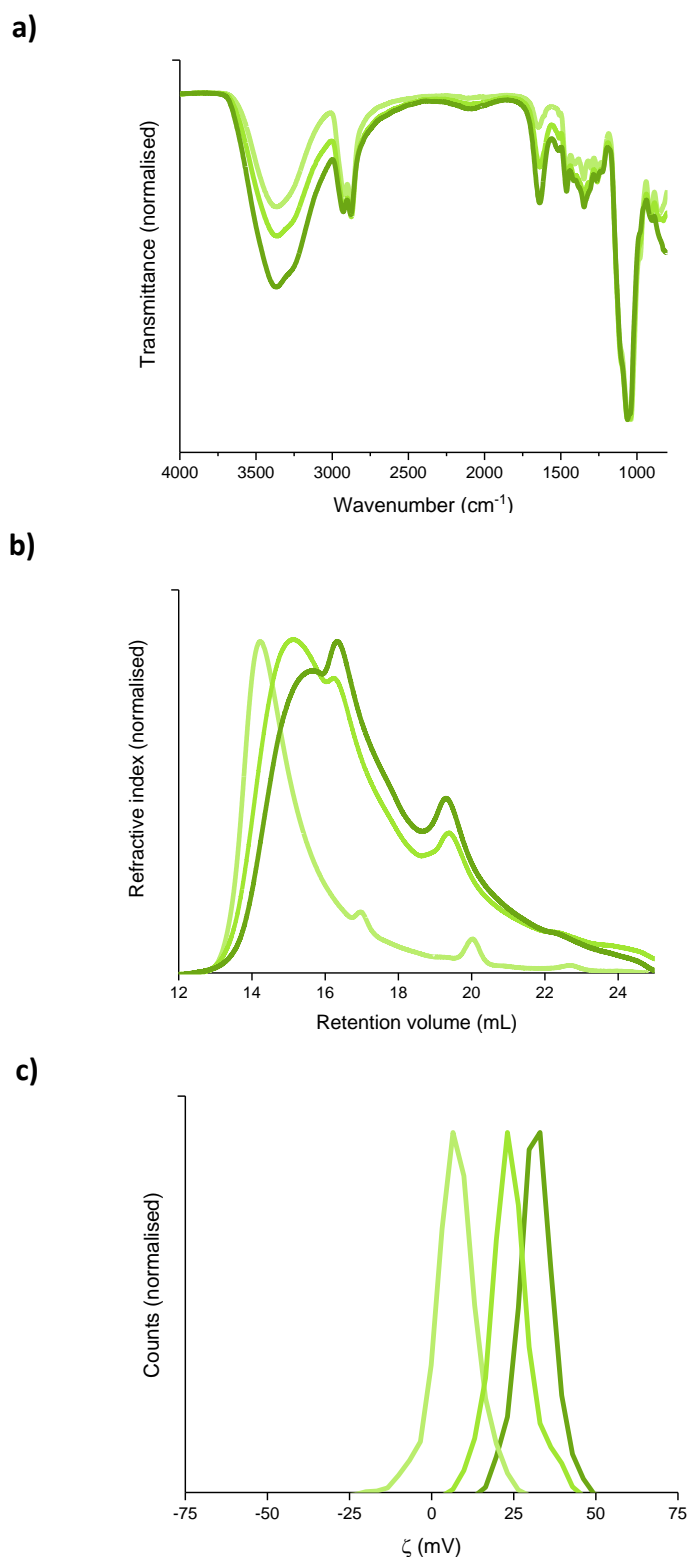 a)
Transmittance (normalised)
4000 3500 3000 2500 2000 1500 1000
Wavenumber (cm⁻¹)
b)
Refractive index (normalised)
12 14 16 18 20 22 24
Retention volume (mL)
c)
Counts (normalised)
-75 -50 -25 0 25 50 75
ζ (mV)